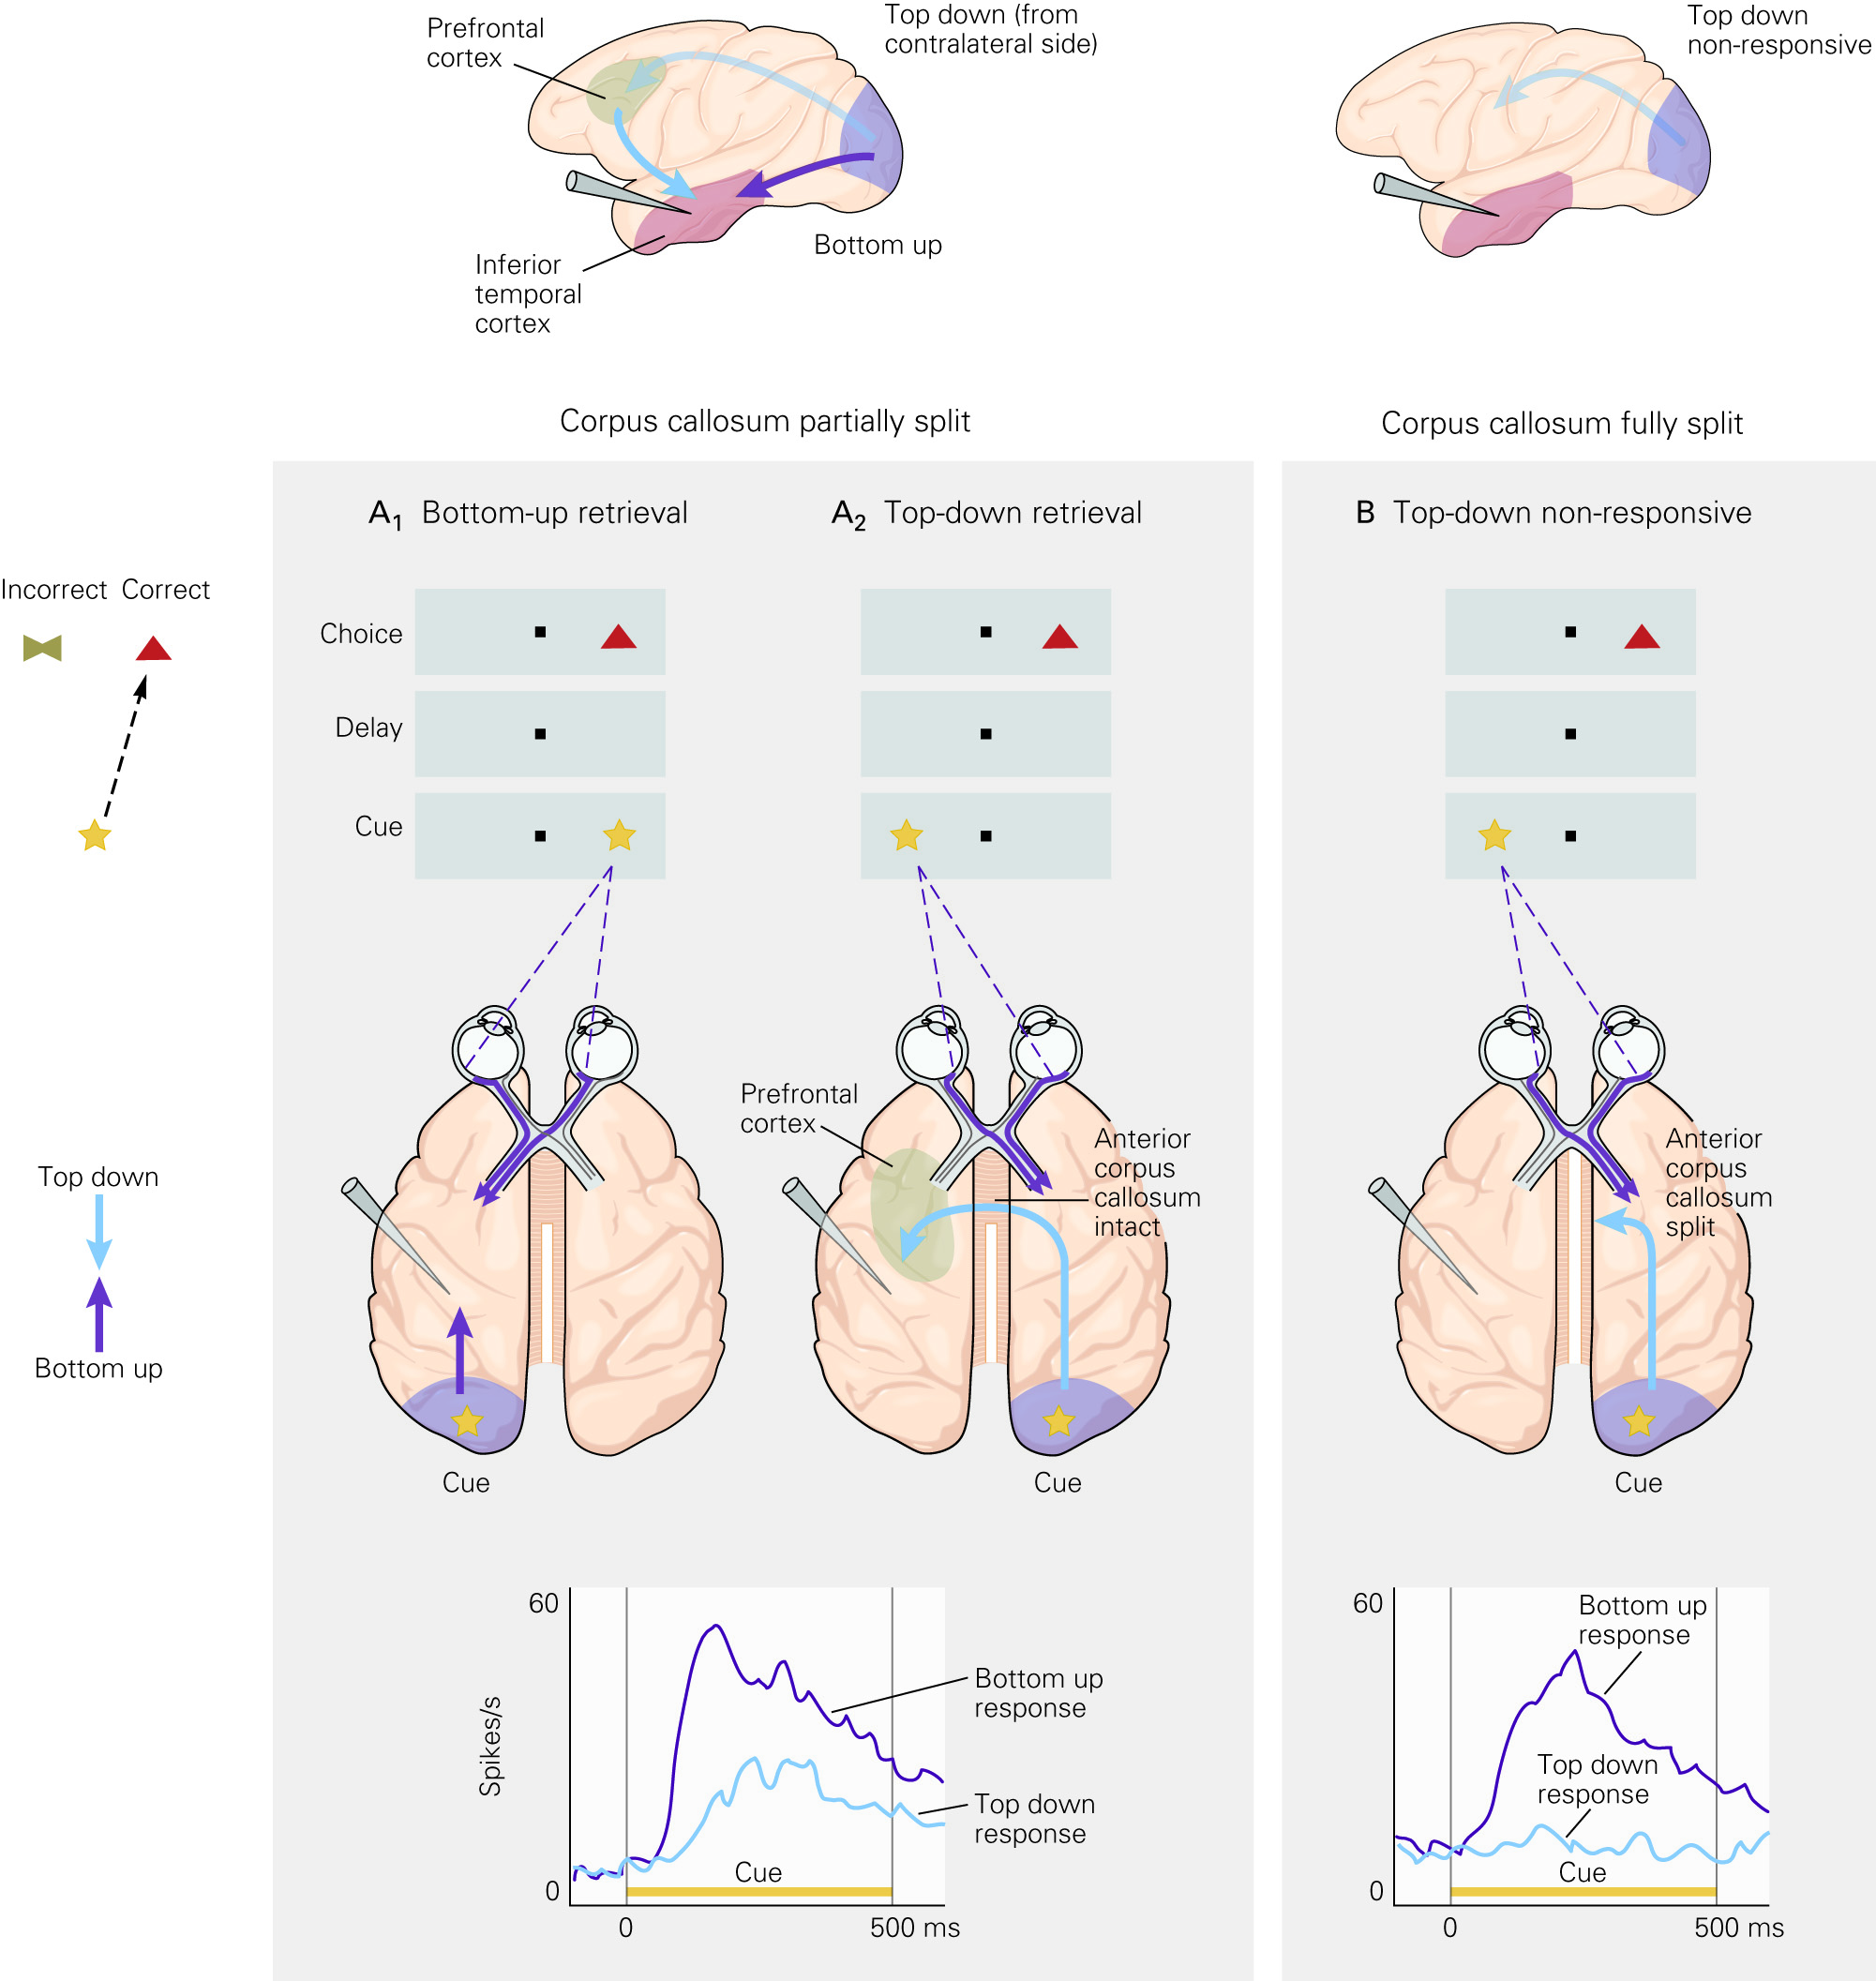 Prefrontal
cortex
Top down (from
contralateral side)
Bottom up
Inferior
temporal
cortex
Top down
non-responsive
Corpus callosum partially split
Corpus callosum fully split
A1 Bottom-up retrieval
A2 Top-down retrieval
B Top-down non-responsive
Incorrect Correct
Choice
Delay
Cue
Top down
Bottom up
Prefrontal
cortex
Anterior
corpus
callosum
intact
Anterior
corpus
callosum
split
Cue
Cue
Cue
60
Spikes/s
0
Bottom up
response
Top down
response
Cue
0
500 ms
60
0
Bottom up
response
Top down
response
Cue
0
500 ms